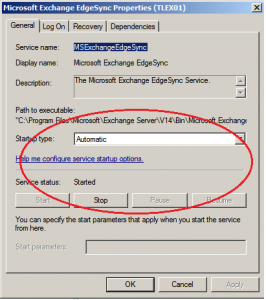 Microsoft Exchange EdgeSync Properties (TLEX01)
General Log On Recovery Dependencies
Service name: MSExchangeEdgeSync
Display name: Microsoft Exchange EdgeSync
Description: The Microsoft Exchange EdgeSync Service.
Path to executable:
"C:\Program Files\Microsoft\Exchange Server\V14\Bin\Microsoft.Exchang
Startup type: Automatic
Help me configure service startup options.
Service status: Started
Start Stop Pause Resume
You can specify the start parameters that apply when you start the service
from here.
Start parameters:
OK Cancel Apply